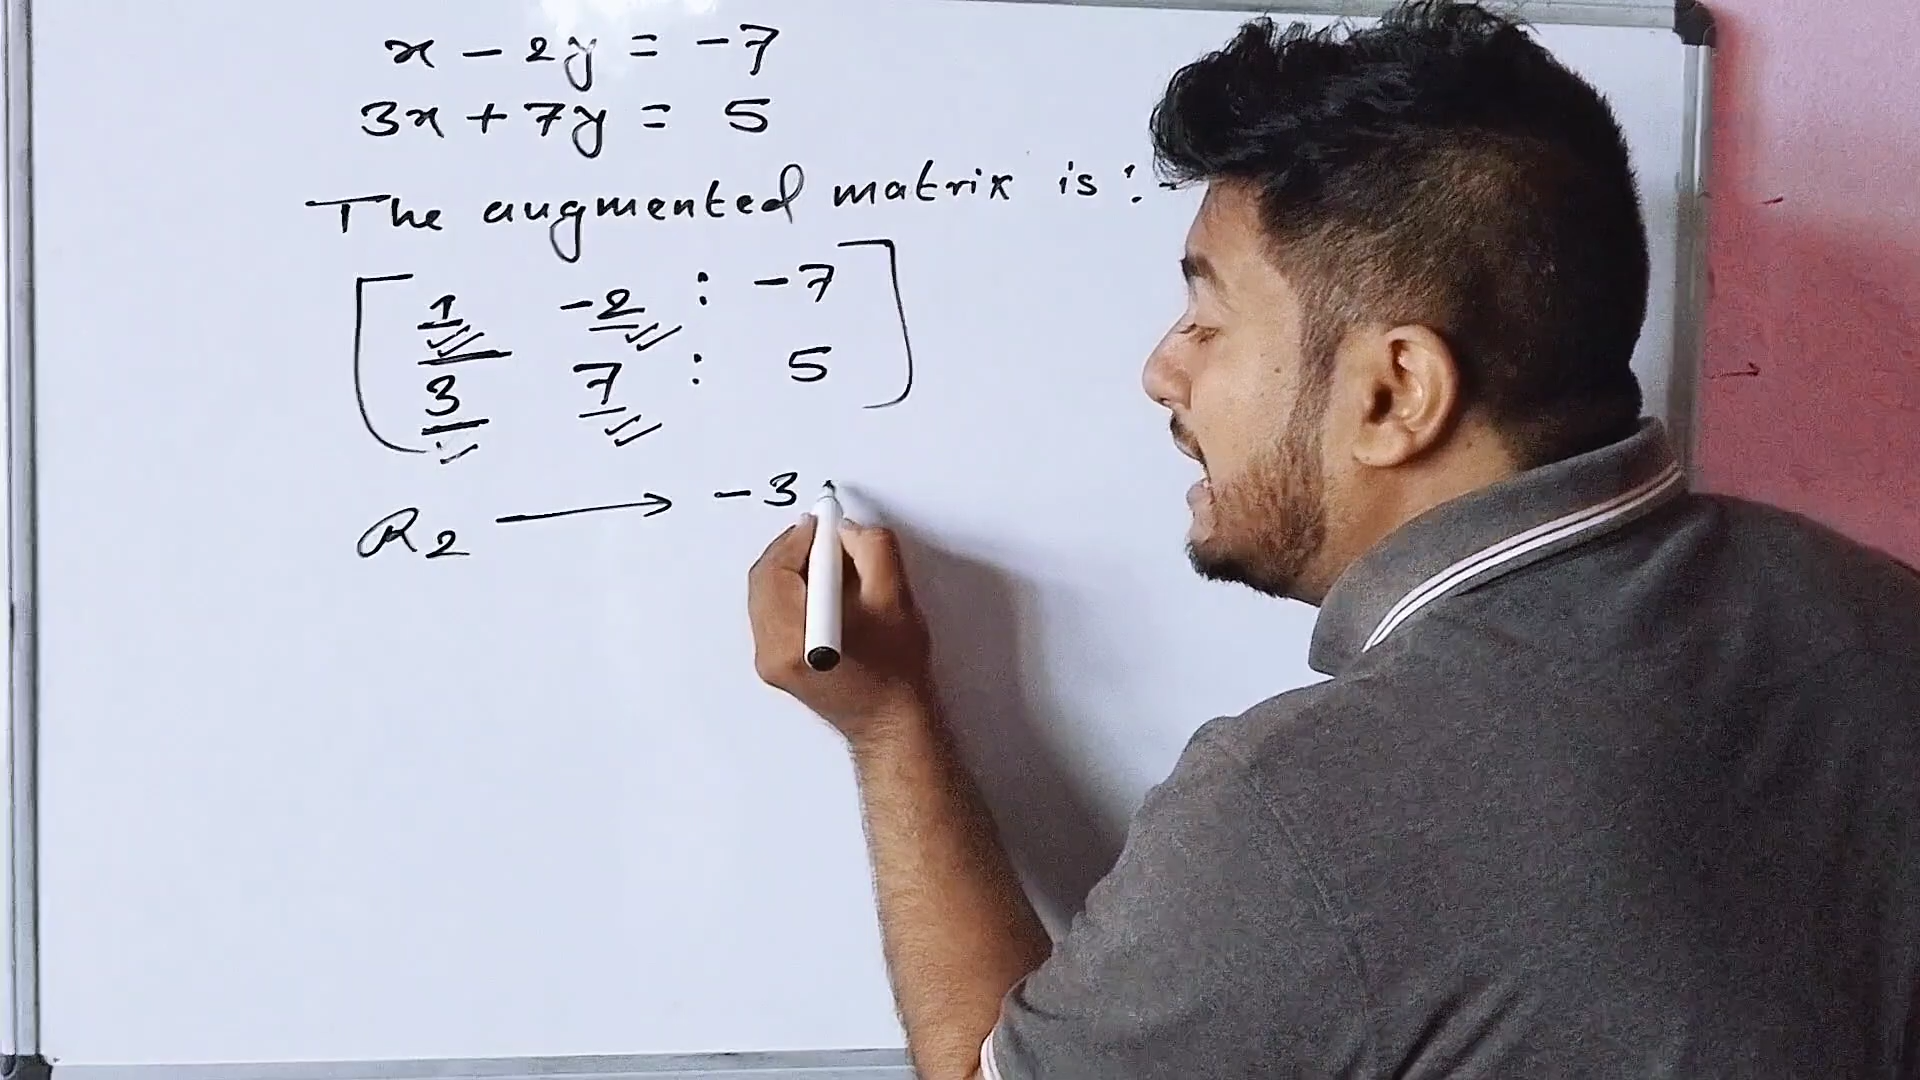 x - 2y = -7
3x + 7y = 5
The augmented matrix is :-
1 -2 : -7
3 7 : 5
R2 → -3